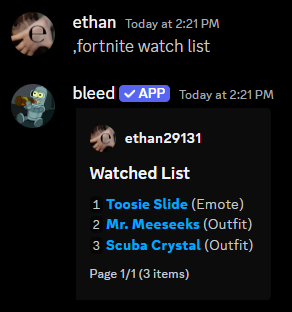 ethan Today at 2:21 PM
,fortnite watch list
bleed ✓ APP Today at 2:21 PM
ethan29131
Watched List
1 Toosie Slide (Emote)
2 Mr. Meeseeks (Outfit)
3 Scuba Crystal (Outfit)
Page 1/1 (3 items)